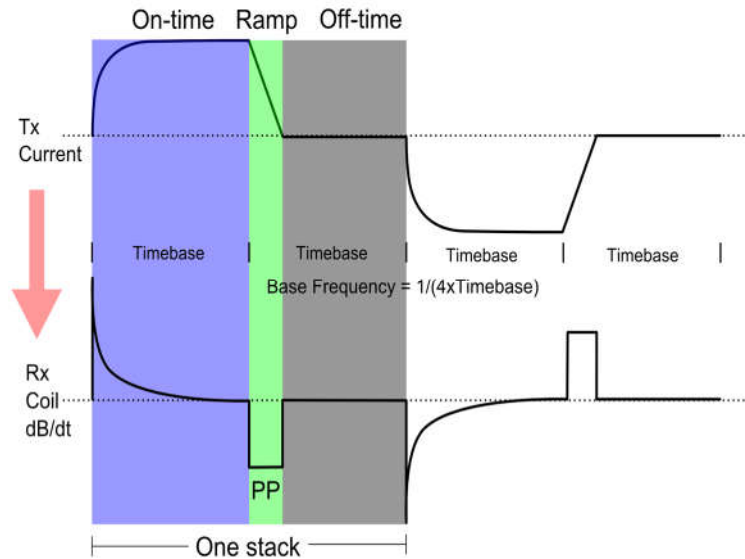 On-time Ramp Off-time
Tx
Current
Timebase Timebase Timebase Timebase
Base Frequency = 1/(4xTimebase)
Rx
Coil
dB/dt
PP
One stack